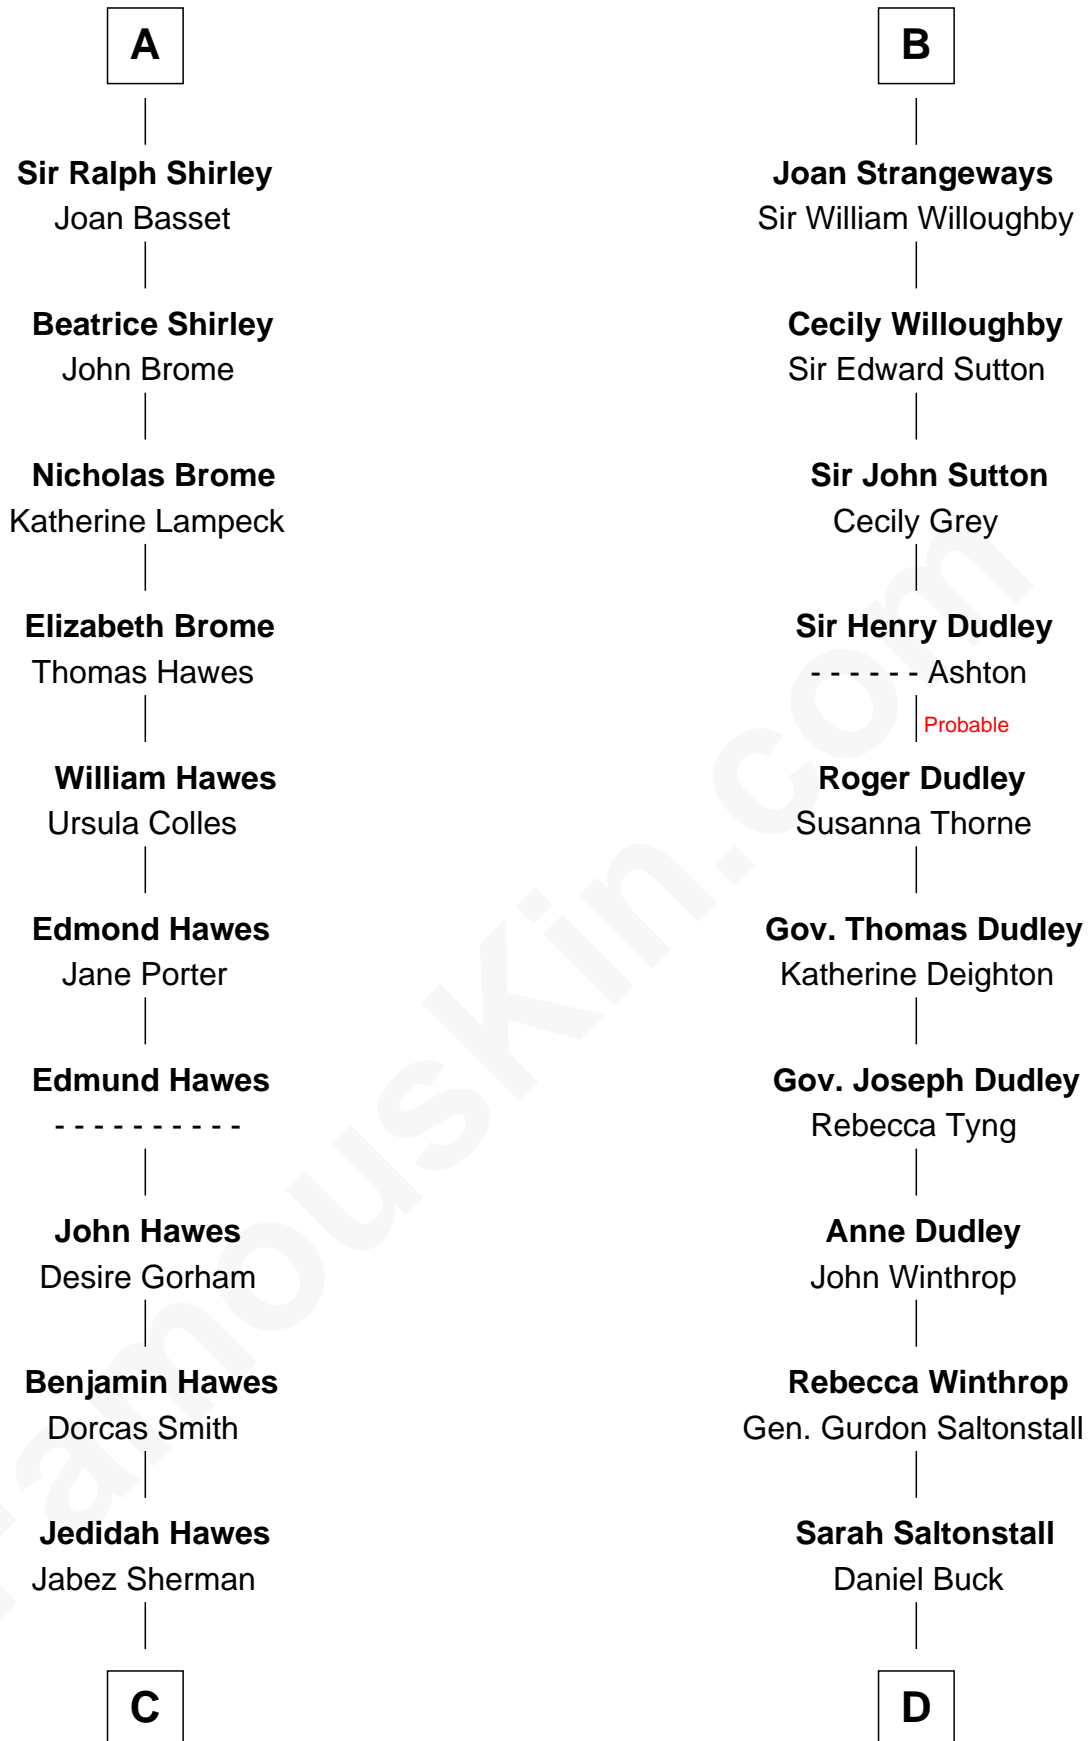 A
Sir Ralph Shirley
Joan Basset
Beatrice Shirley
John Brome
Nicholas Brome
Katherine Lampeck
Elizabeth Brome
Thomas Hawes
William Hawes
Ursula Colles
Edmond Hawes
Jane Porter
Edmund Hawes
- - - - - - - - - -
John Hawes
Desire Gorham
Benjamin Hawes
Dorcas Smith
Jedidah Hawes
Jabez Sherman
C
B
Joan Strangeways
Sir William Willoughby
Cecily Willoughby
Sir Edward Sutton
Sir John Sutton
Cecily Grey
Sir Henry Dudley
- - - - - - Ashton
Probable
Roger Dudley
Susanna Thorne
Gov. Thomas Dudley
Katherine Deighton
Gov. Joseph Dudley
Rebecca Tyng
Anne Dudley
John Winthrop
Rebecca Winthrop
Gen. Gurdon Saltonstall
Sarah Saltonstall
Daniel Buck
D
FamousKin.com